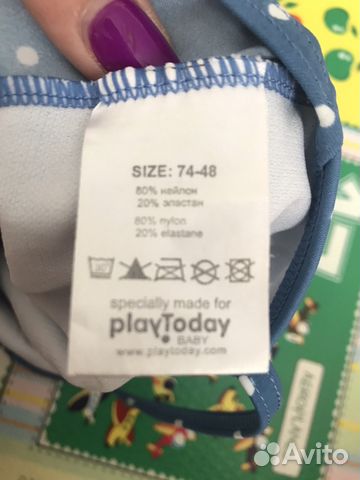 SIZE: 74-48
80% нейлон
20% эластан
80% nylon
20% elastane
specially made for
playToday
BABY
www.playtoday.com
Avito